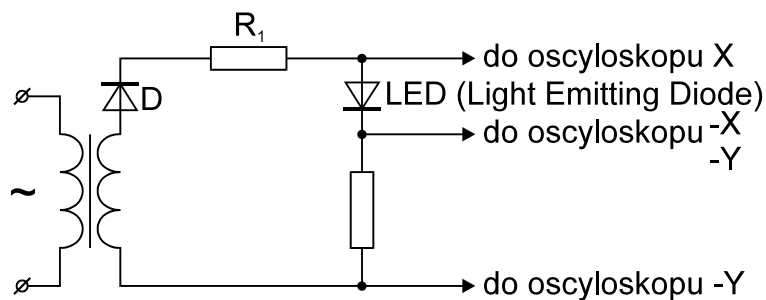 R₁
do oscyloskopu X
D
LED (Light Emitting Diode)
do oscyloskopu -X
-Y
~
do oscyloskopu -Y